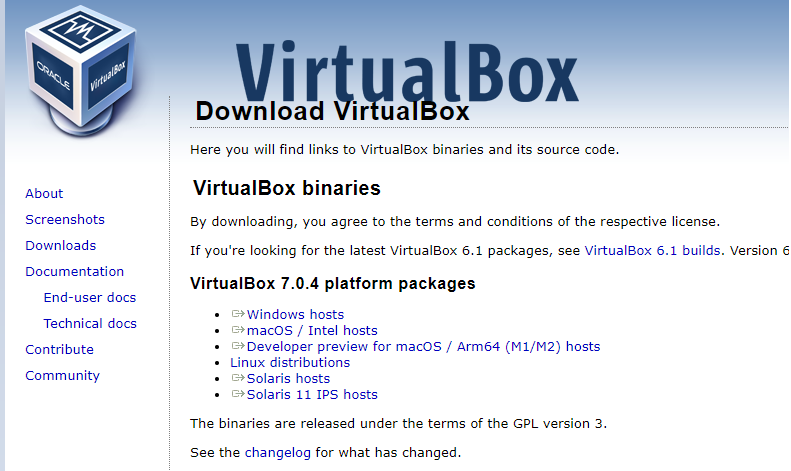 ORACLE
VirtualBox
VirtualBox
Download VirtualBox
Here you will find links to VirtualBox binaries and its source code.
About
Screenshots
Downloads
Documentation
End-user docs
Technical docs
Contribute
Community
VirtualBox binaries
By downloading, you agree to the terms and conditions of the respective license.
If you're looking for the latest VirtualBox 6.1 packages, see VirtualBox 6.1 builds. Version 6
VirtualBox 7.0.4 platform packages
Windows hosts
macOS / Intel hosts
Developer preview for macOS / Arm64 (M1/M2) hosts
Linux distributions
Solaris hosts
Solaris 11 IPS hosts
The binaries are released under the terms of the GPL version 3.
See the changelog for what has changed.